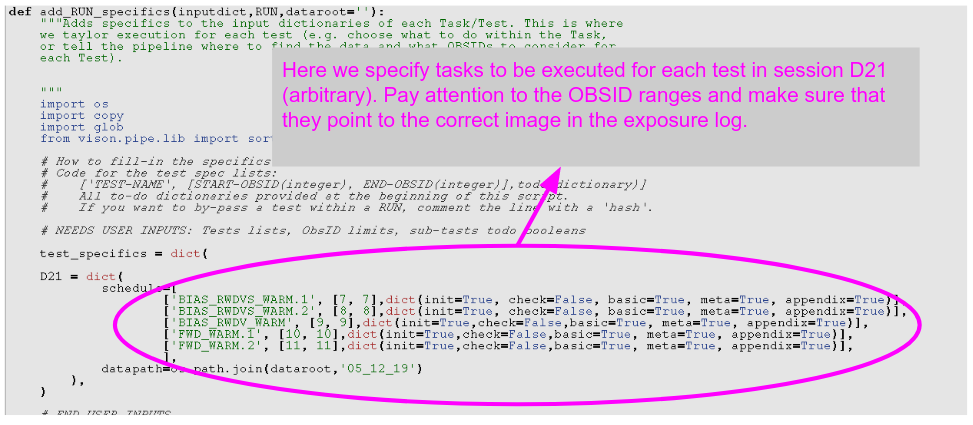 def add_RUN_specifics(inputdict,RUN,dataroot=''):
"""Adds specifics to the input dictionaries of each Task/Test. This is where
we taylor execution for each test (e.g. choose what to do within the Task,
or tell the pipeline where to find the data and what OBSIDs to consider for
each Test).
Here we specify tasks to be executed for each test in session D21
(arbitrary). Pay attention to the OBSID ranges and make sure that
they point to the correct image in the exposure log.
"""
import os
import copy
import glob
from vison.pipe.lib import sor
# How to fill-in the specifics
# Code for the test spec lists:
# ['TEST-NAME', [START-OBSID(integer), END-OBSID(integer)],todo dictionary)]
# All to-do dictionaries provided at the beginning of this script.
# If you want to by-pass a test within a RUN, comment the line with a 'hash'.
# NEEDS USER INPUTS: Tests lists, ObsID limits, sub-tests todo booleans
test_specifics = dict(
D21 = dict(
schedule=[
['BIAS_RWDVS_WARM.1', [7, 7],dict(init=True, check=False, basic=True, meta=True, appendix=True)],
['BIAS_RWDVS_WARM.2', [8, 8],dict(init=True, check=False, basic=True, meta=True, appendix=True)],
['BIAS_RWDV_WARM', [9, 9],dict(init=True,check=False,basic=True, meta=True, appendix=True)],
['FWD_WARM.1', [10, 10],dict(init=True,check=False,basic=True, meta=True, appendix=True)],
['FWD_WARM.2', [11, 11],dict(init=True,check=False,basic=True, meta=True, appendix=True)],
],
datapath=os.path.join(dataroot,'05_12_19')
),
)
# END USER INPUTS